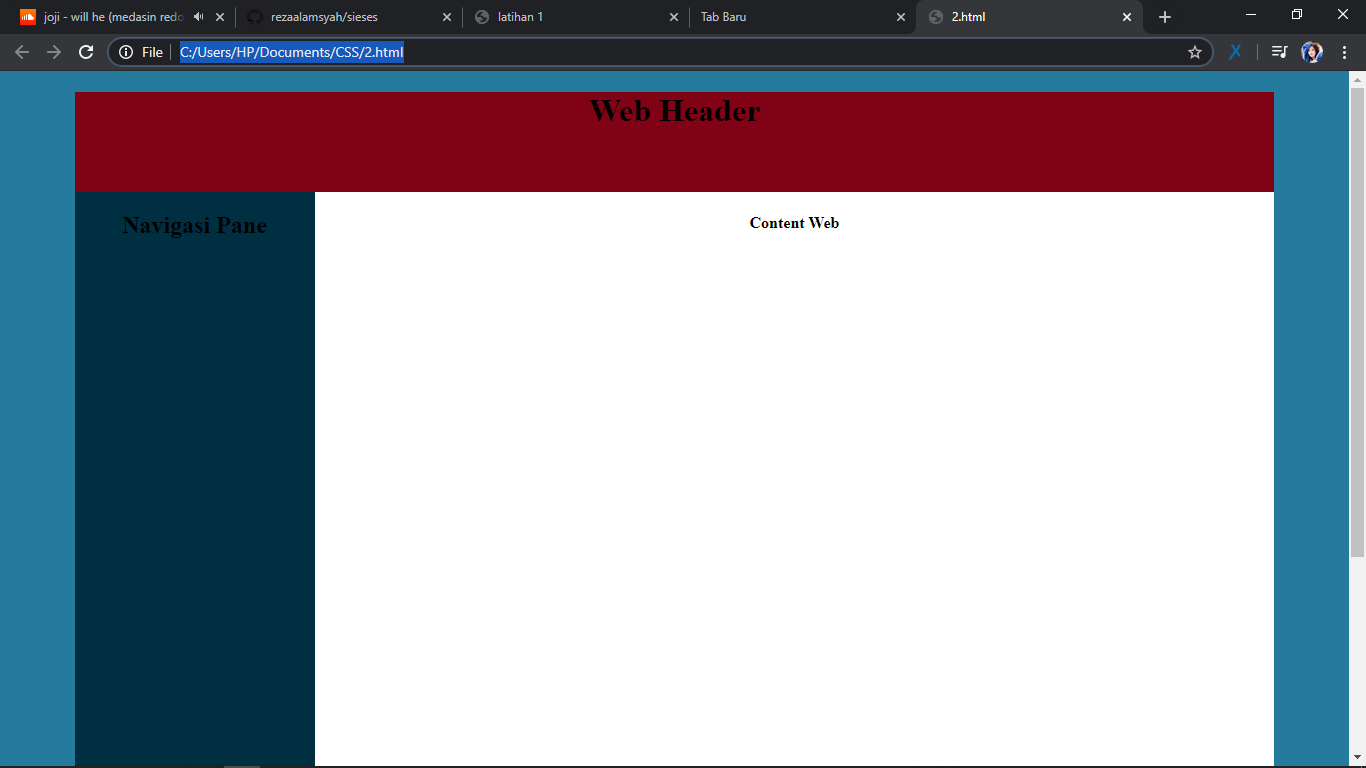 joji - will he (medasin redo
rezaalamsyah/sieses
latihan 1
Tab Baru
2.html
File
C:/Users/HP/Documents/CSS/2.html
X
Web Header
Navigasi Pane
Content Web